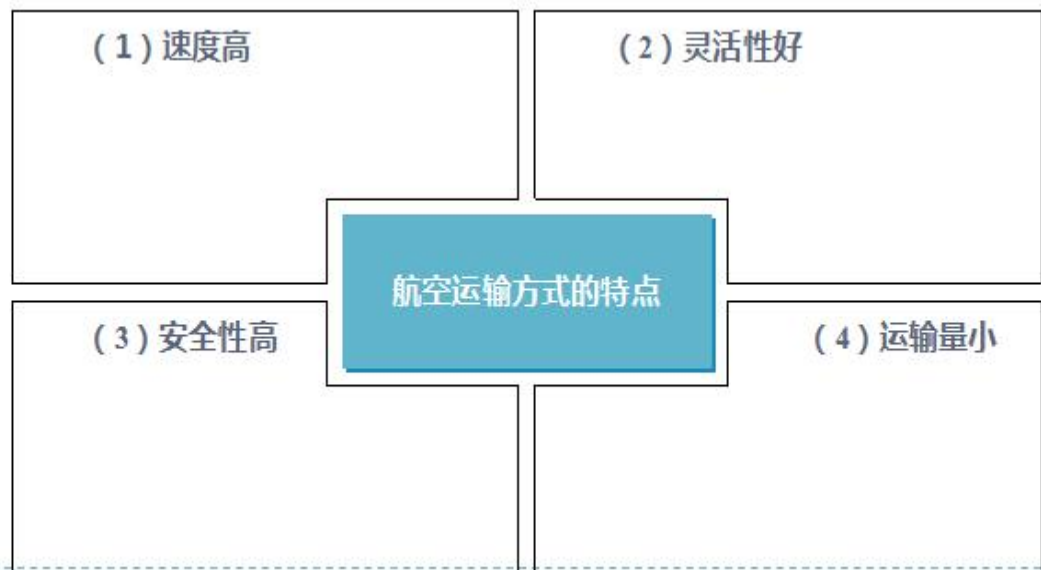 （1）速度高
（2）灵活性好
航空运输方式的特点
（3）安全性高
（4）运输量小